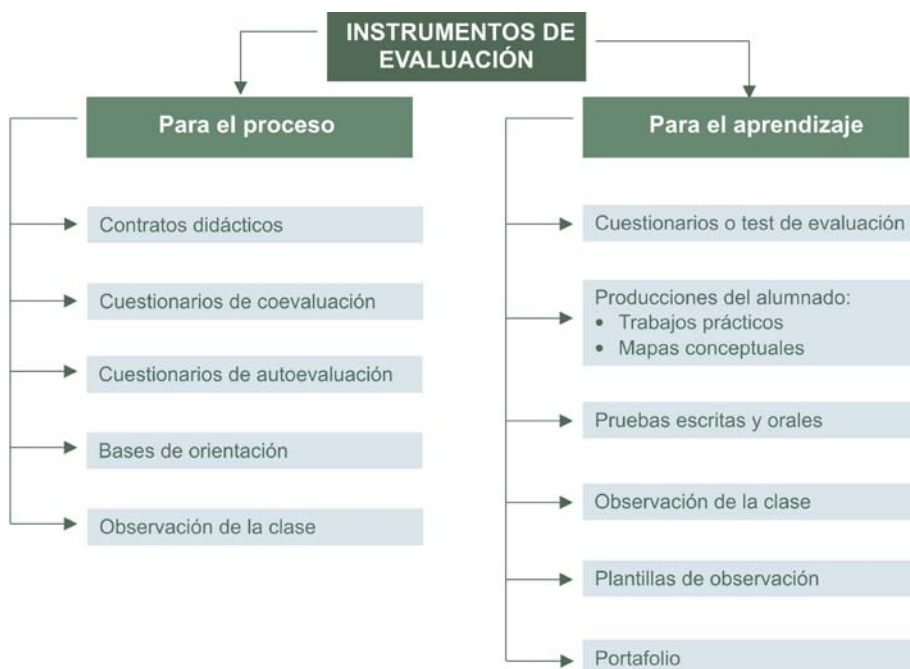 INSTRUMENTOS DE
EVALUACIÓN
Para el proceso
Contratos didácticos
Cuestionarios de coevaluación
Cuestionarios de autoevaluación
Bases de orientación
Observación de la clase
Para el aprendizaje
Cuestionarios o test de evaluación
Producciones del alumnado:
• Trabajos prácticos
• Mapas conceptuales
Pruebas escritas y orales
Observación de la clase
Plantillas de observación
Portafolio